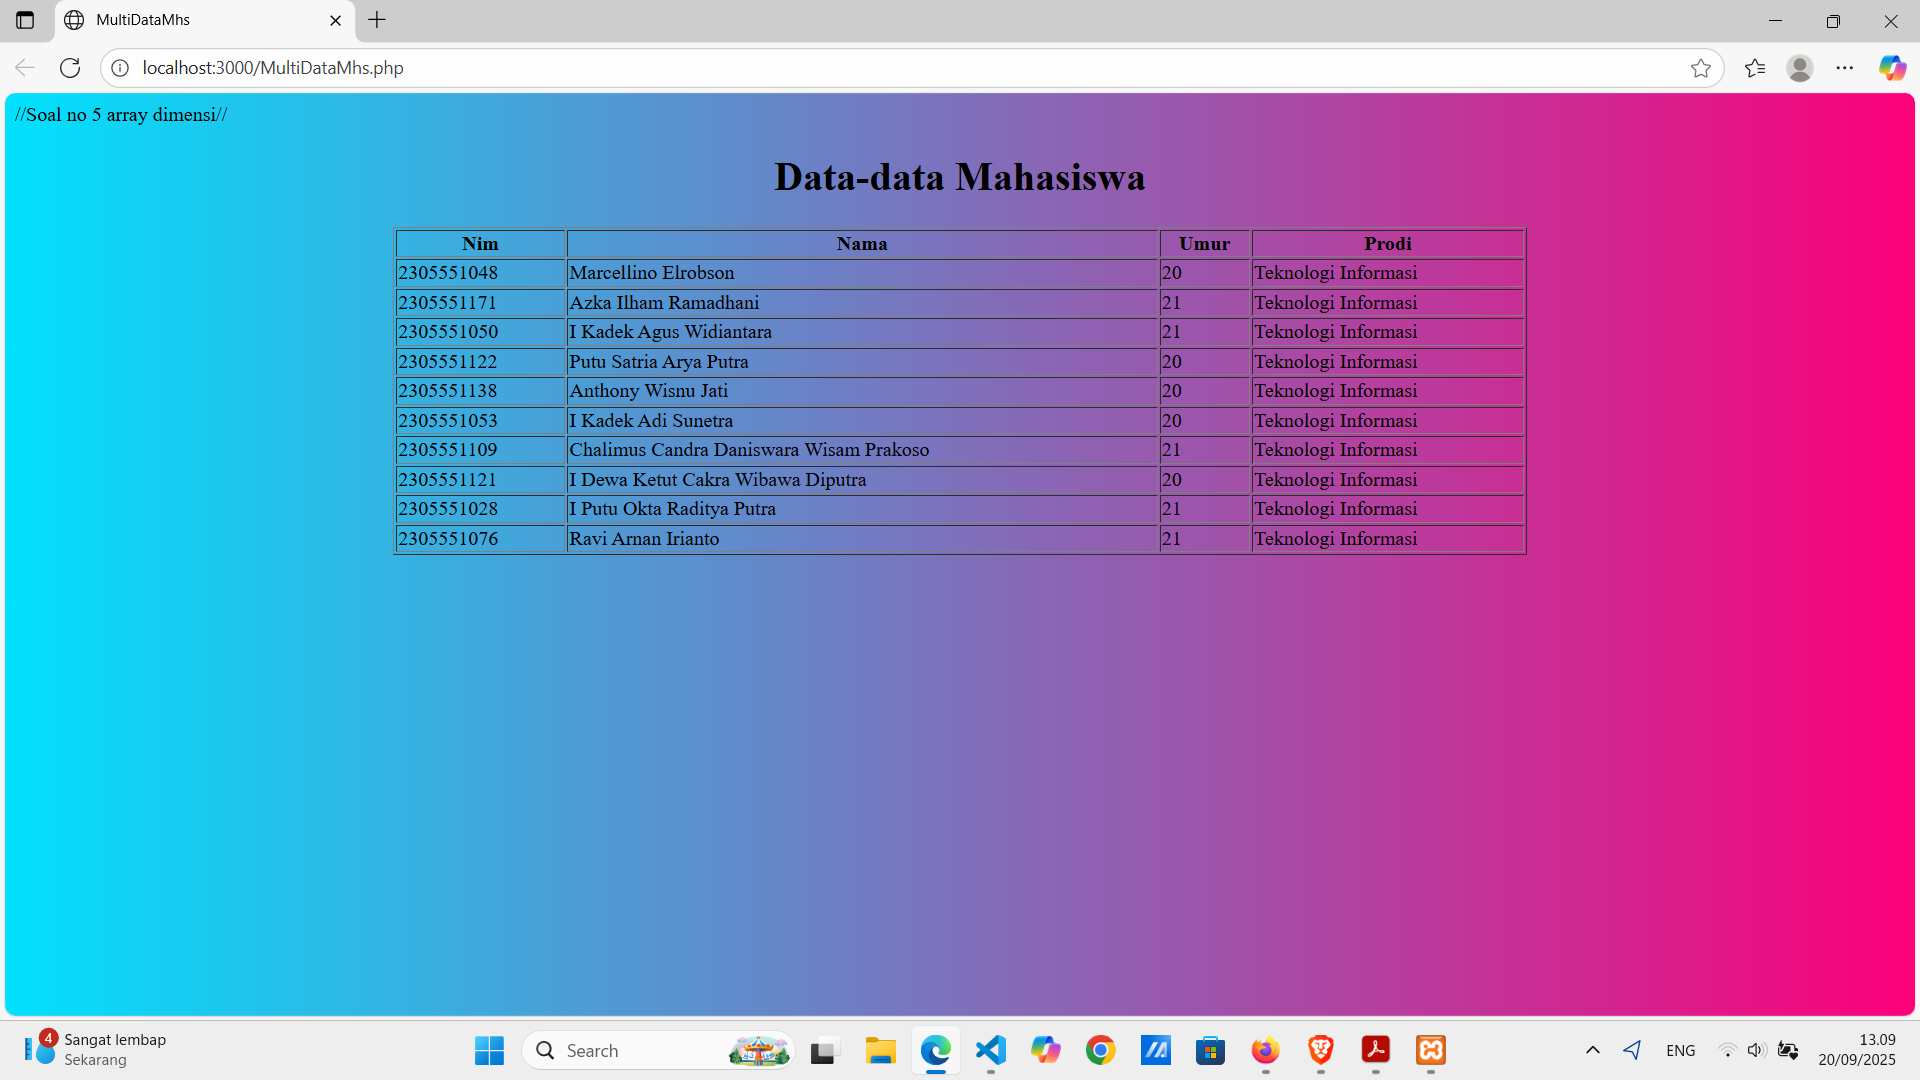 MultiDataMhs
localhost:3000/MultiDataMhs.php
//Soal no 5 array dimensi//
Data-data Mahasiswa
Nim Nama Umur Prodi
2305551048 Marcellino Elrobson 20 Teknologi Informasi
2305551171 Azka Ilham Ramadhani 21 Teknologi Informasi
2305551050 I Kadek Agus Widiantara 21 Teknologi Informasi
2305551122 Putu Satria Arya Putra 20 Teknologi Informasi
2305551138 Anthony Wisnu Jati 20 Teknologi Informasi
2305551053 I Kadek Adi Sunetra 20 Teknologi Informasi
2305551109 Chalimus Candra Daniswara Wisam Prakoso 21 Teknologi Informasi
2305551121 I Dewa Ketut Cakra Wibawa Diputra 20 Teknologi Informasi
2305551028 I Putu Okta Raditya Putra 21 Teknologi Informasi
2305551076 Ravi Arnan Irianto 21 Teknologi Informasi
4
Sangat lembap
Sekarang
Search
ENG
13.09
20/09/2025